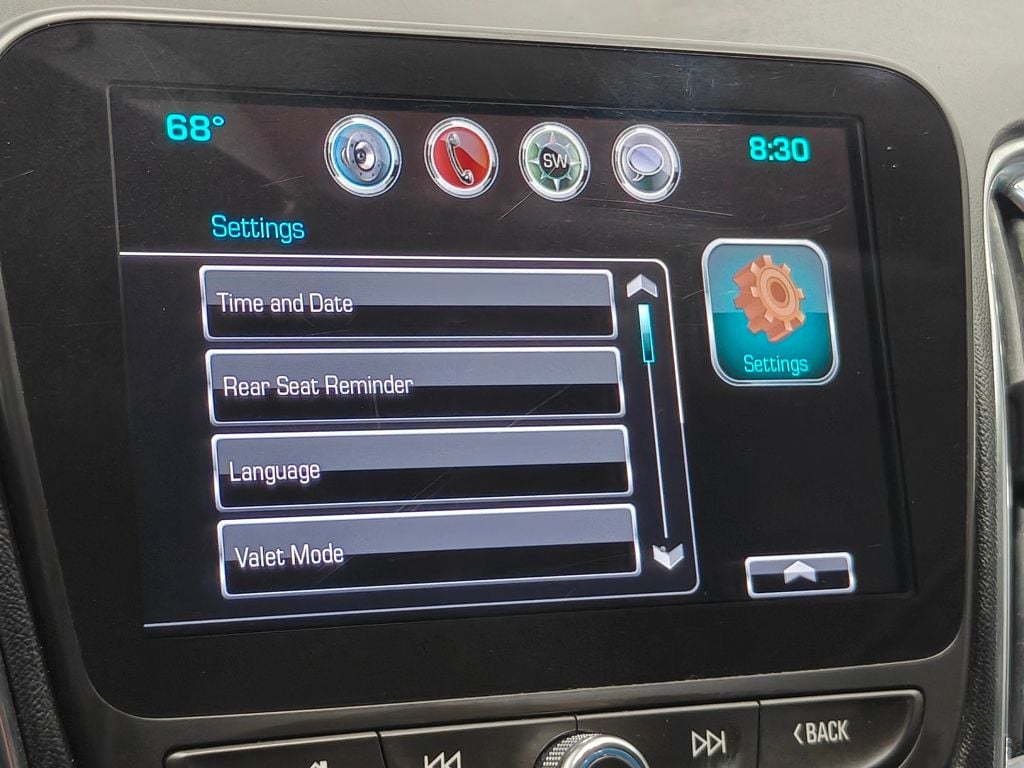 68°
SW
8:30
Settings
Time and Date
Rear Seat Reminder
Language
Valet Mode
Settings
BACK